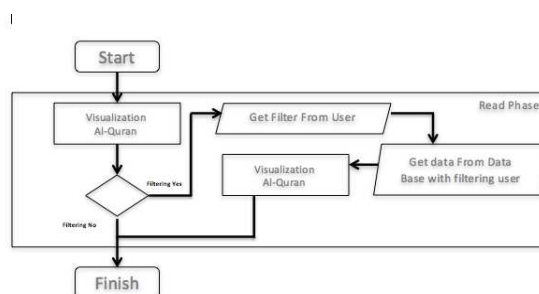 Start
Read Phase
Visualization
Al-Quran
Get Filter From User
Filtering Yes
Visualization
Al-Quran
Get data From Data
Base with filtering user
Filtering No
Finish